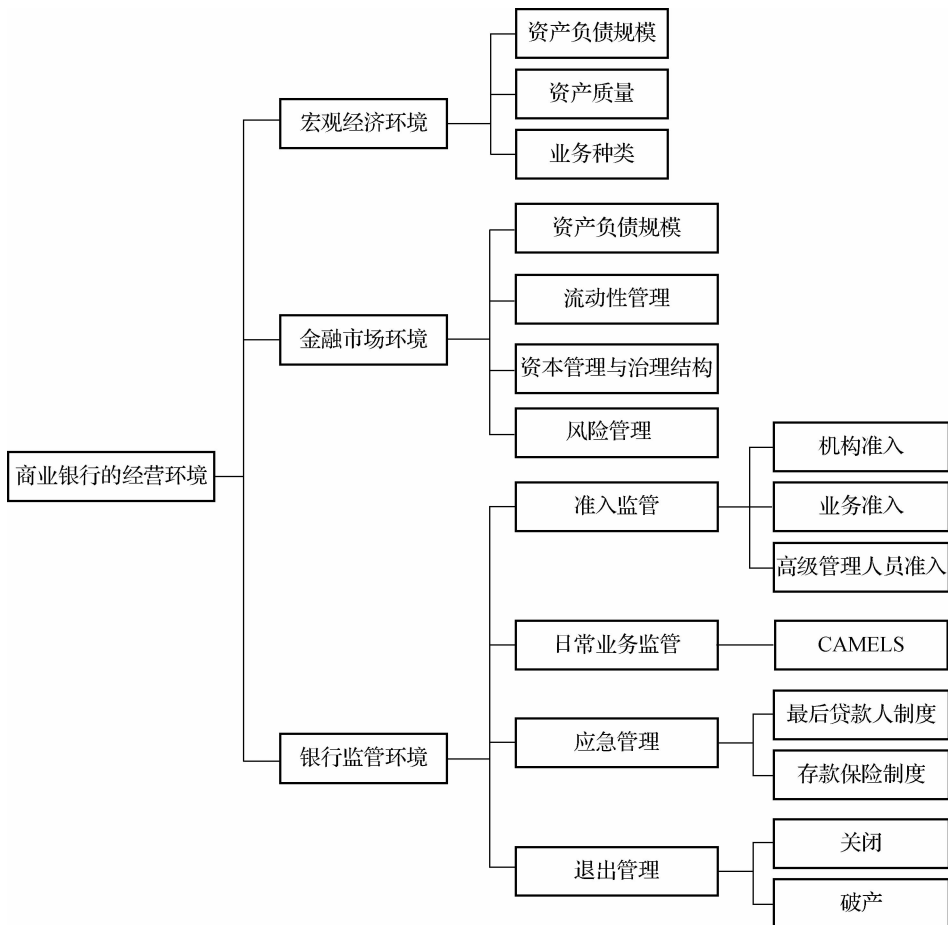 商业银行的经营环境
宏观经济环境
资产负债规模
资产质量
业务种类
金融市场环境
资产负债规模
流动性管理
资本管理与治理结构
风险管理
银行监管环境
准入监管
机构准入
业务准入
高级管理人员准入
日常业务监管
CAMELS
应急管理
最后贷款人制度
存款保险制度
退出管理
关闭
破产